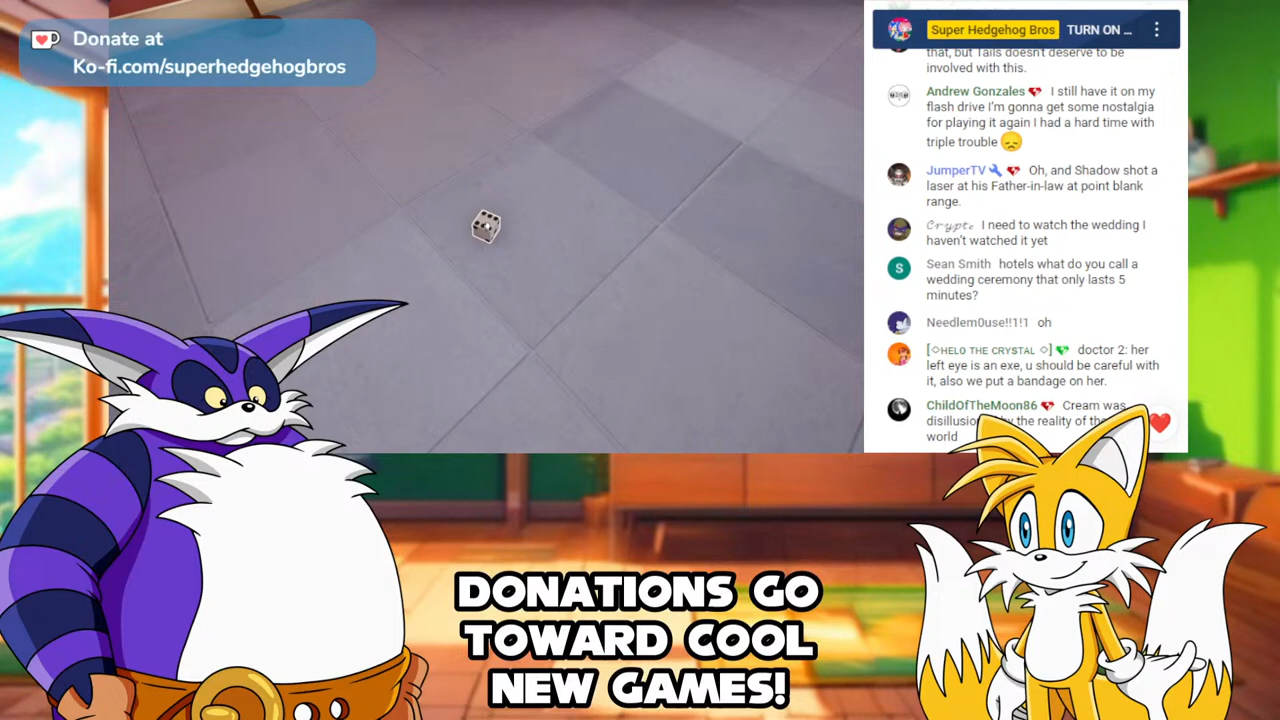 Donate at
Ko-fi.com/superhedgehogbros
Super Hedgehog Bros TURN ON ...
that, but Tails doesn't deserve to be
involved with this.
Andrew Gonzales I still have it on my
flash drive I'm gonna get some nostalgia
for playing it again I had a hard time with
triple trouble
JumperTV Oh, and Shadow shot a
laser at his Father-in-law at point blank
range.
Crypte I need to watch the wedding I
haven't watched it yet
S
Sean Smith hotels what do you call a
wedding ceremony that only lasts 5
minutes?
Needlem0use!!1!1 oh
[◇HELO THE CRYSTAL ◇] doctor 2: her
left eye is an exe, u should be careful with
it, also we put a bandage on her.
ChildOfTheMoon86 Cream was
by the reality of the
world
DONATIONS GO
TOWARD COOL
NEW GAMES!